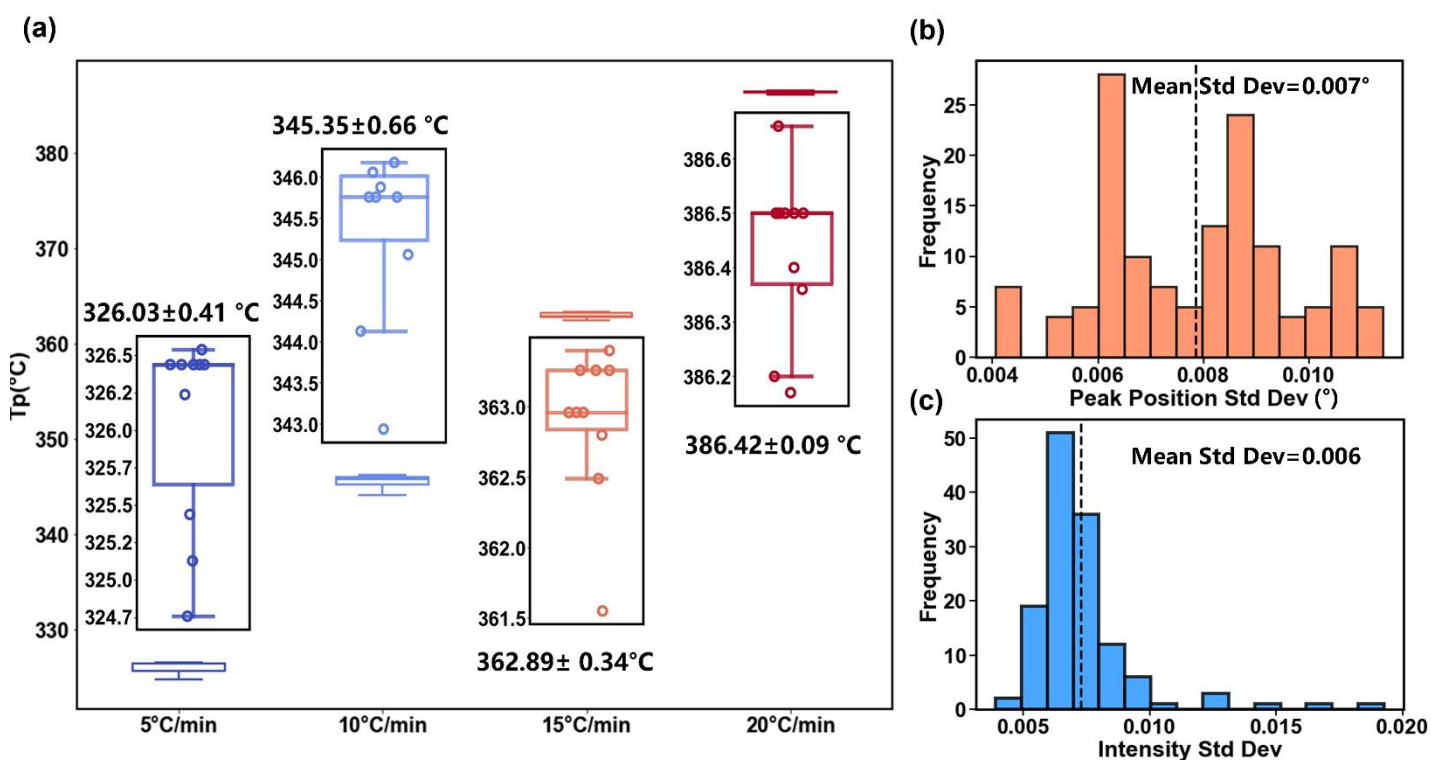 (a)
Tp(°C)
380
370
360
350
340
330
326.03±0.41 °C
326.5
326.2
326.0
325.7
325.5
325.2
325.0
324.7
345.35±0.66 °C
346.0
345.5
345.0
344.5
344.0
343.5
343.0
363.0
362.5
362.0
361.5
362.89± 0.34°C
386.6
386.5
386.4
386.3
386.2
386.42±0.09 °C
5°C/min 10°C/min 15°C/min 20°C/min
(b)
Mean Std Dev=0.007°
Frequency
25
20
15
10
5
0
0.004 0.006 0.008 0.010
Peak Position Std Dev (°)
(c)
Mean Std Dev=0.006
Frequency
50
40
30
20
10
0
0.005 0.010 0.015 0.020
Intensity Std Dev